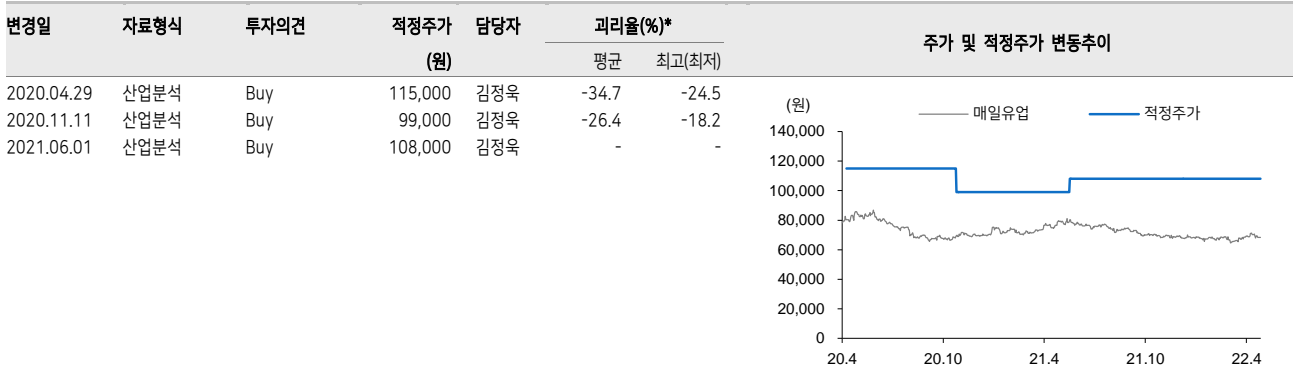 변경일 자료형식 투자의견 적정주가 담당자 괴리율(%)* 주가 및 적정주가 변동추이
(원) 평균 최고(최저)
2020.04.29 산업분석 Buy 115,000 김정욱 -34.7 -24.5
2020.11.11 산업분석 Buy 99,000 김정욱 -26.4 -18.2
2021.06.01 산업분석 Buy 108,000 김정욱 - -
(원) 매일유업 적정주가
140,000
120,000
100,000
80,000
60,000
40,000
20,000
0
20.4 20.10 21.4 21.10 22.4